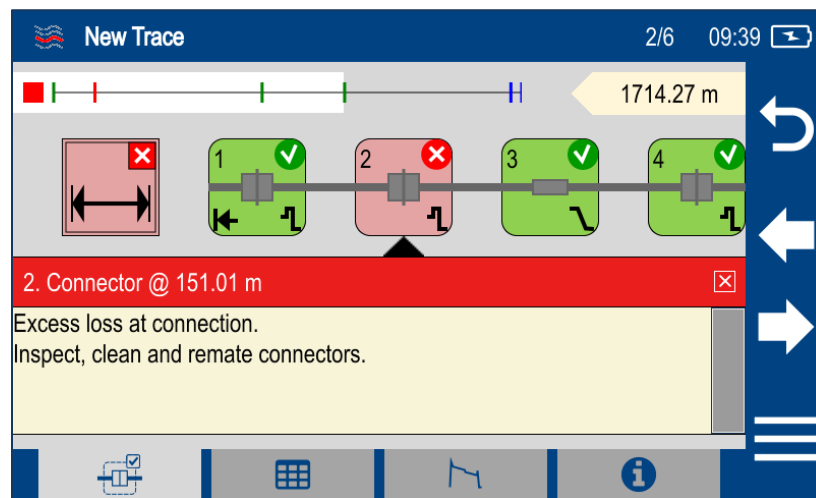 New Trace 2/6 09:39
1714.27 m
1 2 3 4
2. Connector @ 151.01 m
Excess loss at connection.
Inspect, clean and remate connectors.